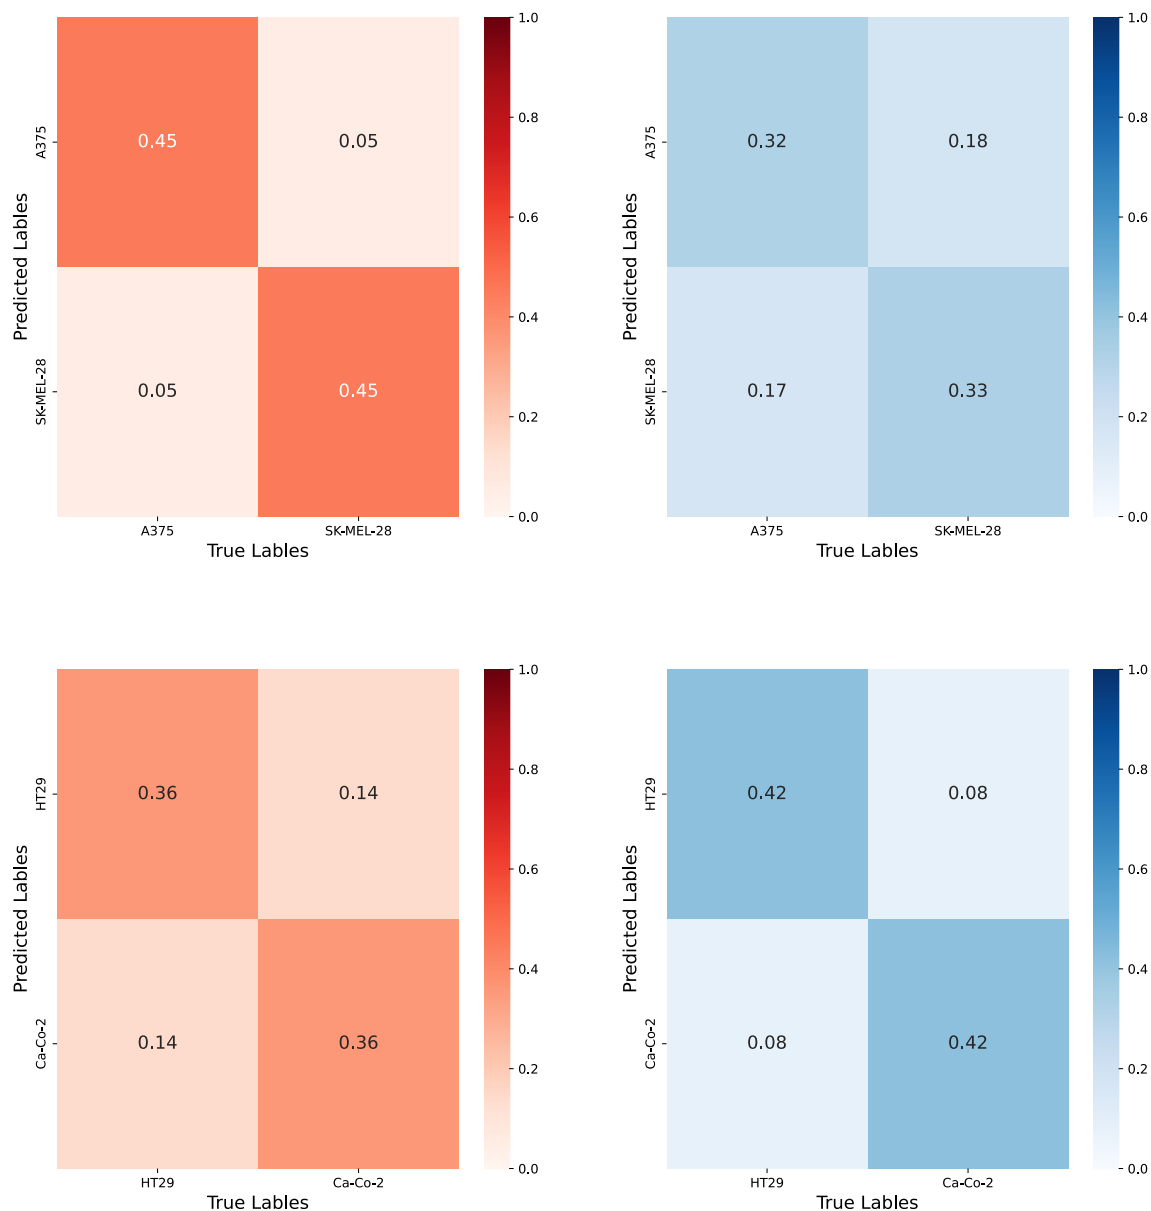 1.0
0.8
0.6
0.4
0.2
0.0
A375
SK-MEL-28
Predicted Lables
0.45
0.05
0.05
0.45
A375
SK-MEL-28
True Lables
1.0
0.8
0.6
0.4
0.2
0.0
A375
SK-MEL-28
Predicted Lables
0.32
0.18
0.17
0.33
A375
SK-MEL-28
True Lables
1.0
0.8
0.6
0.4
0.2
0.0
HT29
Ca-Co-2
Predicted Lables
0.36
0.14
0.14
0.36
HT29
Ca-Co-2
True Lables
1.0
0.8
0.6
0.4
0.2
0.0
HT29
Ca-Co-2
Predicted Lables
0.42
0.08
0.08
0.42
HT29
Ca-Co-2
True Lables